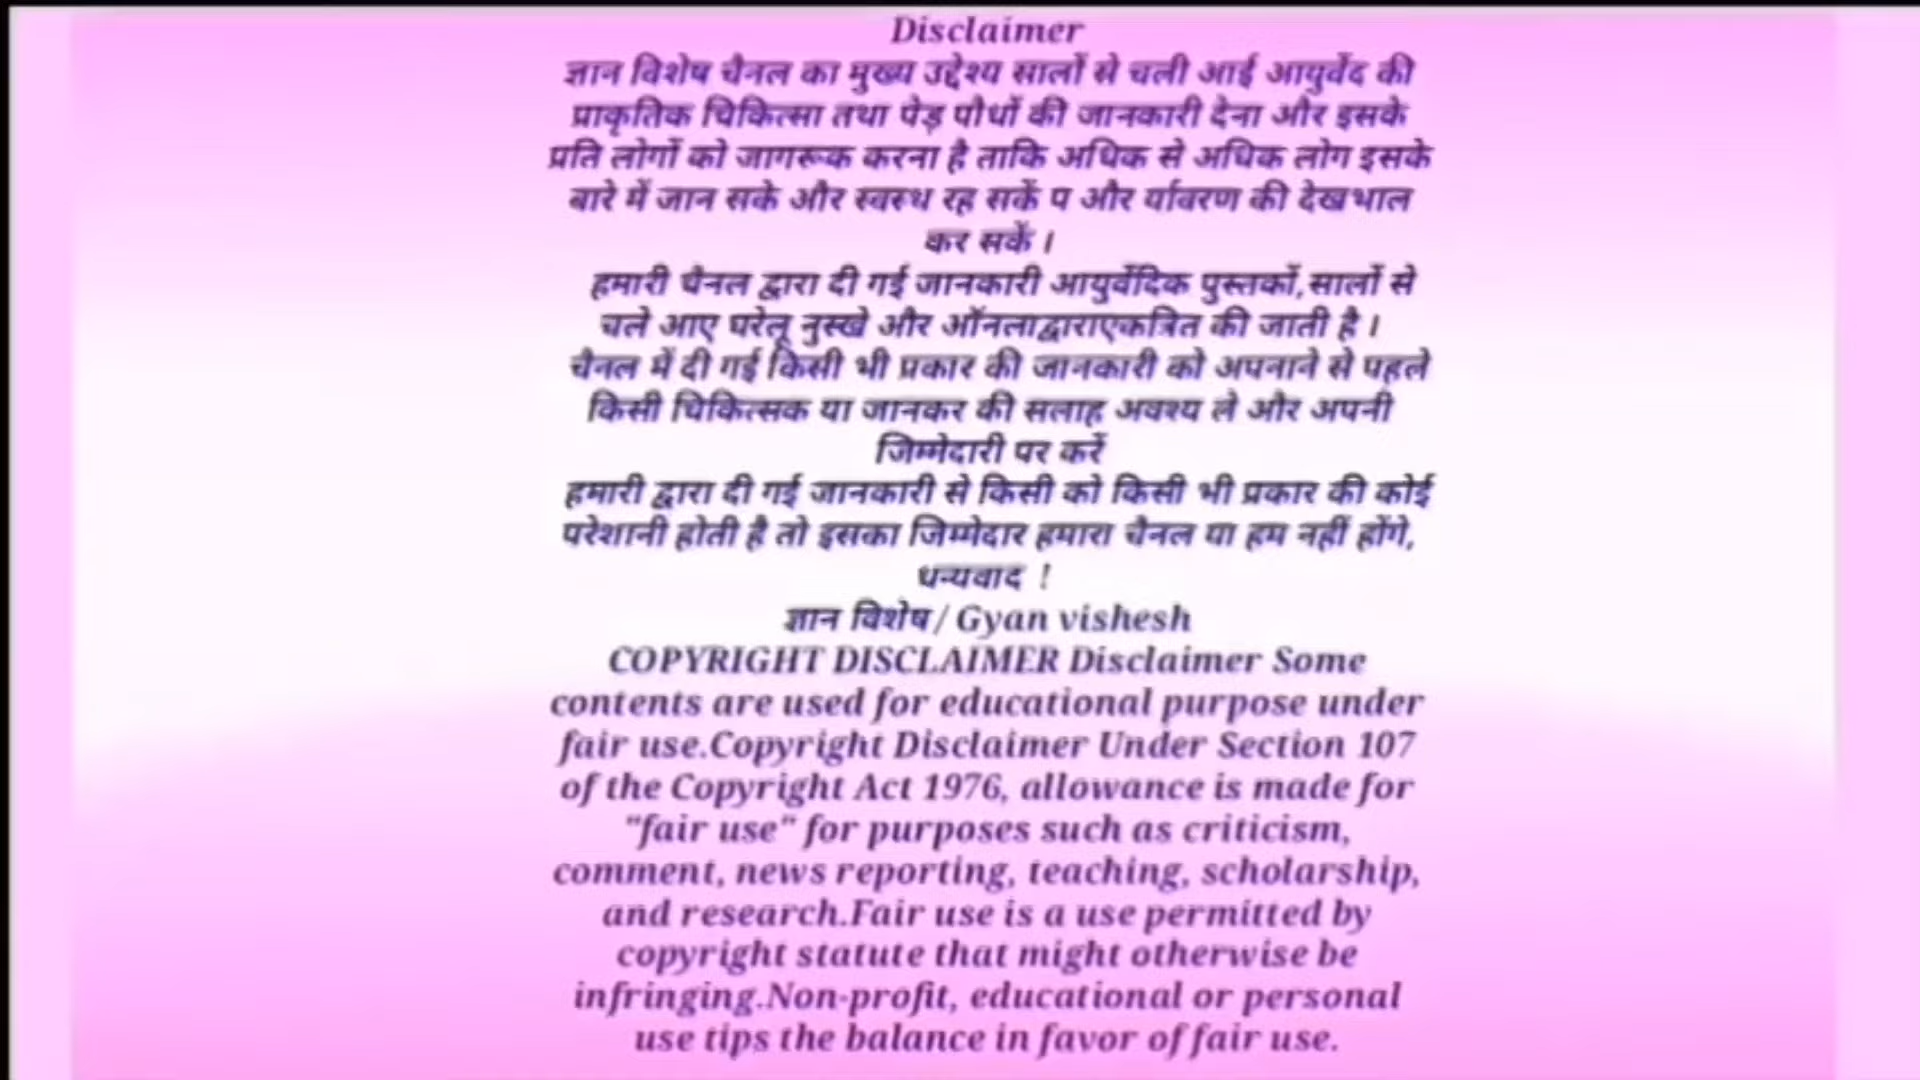 Disclaimer
ज्ञान विशेष चैनल का मुख्य उद्देश्य सालों से चली आई आयुर्वेद की
प्राकृतिक चिकित्सा तथा पेड़ पौधों की जानकारी देना और इसके
प्रति लोगों को जागरूक करना है ताकि अधिक से अधिक लोग इसके
बारे में जान सके और स्वस्थ रह सकें प और र्यावरण की देखभाल
कर सकें ।
हमारी चैनल द्वारा दी गई जानकारी आयुर्वेदिक पुस्तकों,सालों से
चले आए घरेलू नुस्खे और ऑनलाद्वाराएकत्रित की जाती है ।
चैनल में दी गई किसी भी प्रकार की जानकारी को अपनाने से पहले
किसी चिकित्सक या जानकर की सलाह अवश्य ले और अपनी
जिम्मेदारी पर करें
हमारी द्वारा दी गई जानकारी से किसी को किसी भी प्रकार की कोई
परेशानी होती है तो इसका जिम्मेदार हमारा चैनल या हम नहीं होंगे,
धन्यवाद !
ज्ञान विशेष/ Gyan vishesh
COPYRIGHT DISCLAIMER Disclaimer Some
contents are used for educational purpose under
fair use.Copyright Disclaimer Under Section 107
of the Copyright Act 1976, allowance is made for
"fair use" for purposes such as criticism,
comment, news reporting, teaching, scholarship,
and research.Fair use is a use permitted by
copyright statute that might otherwise be
infringing.Non-profit, educational or personal
use tips the balance in favor of fair use.